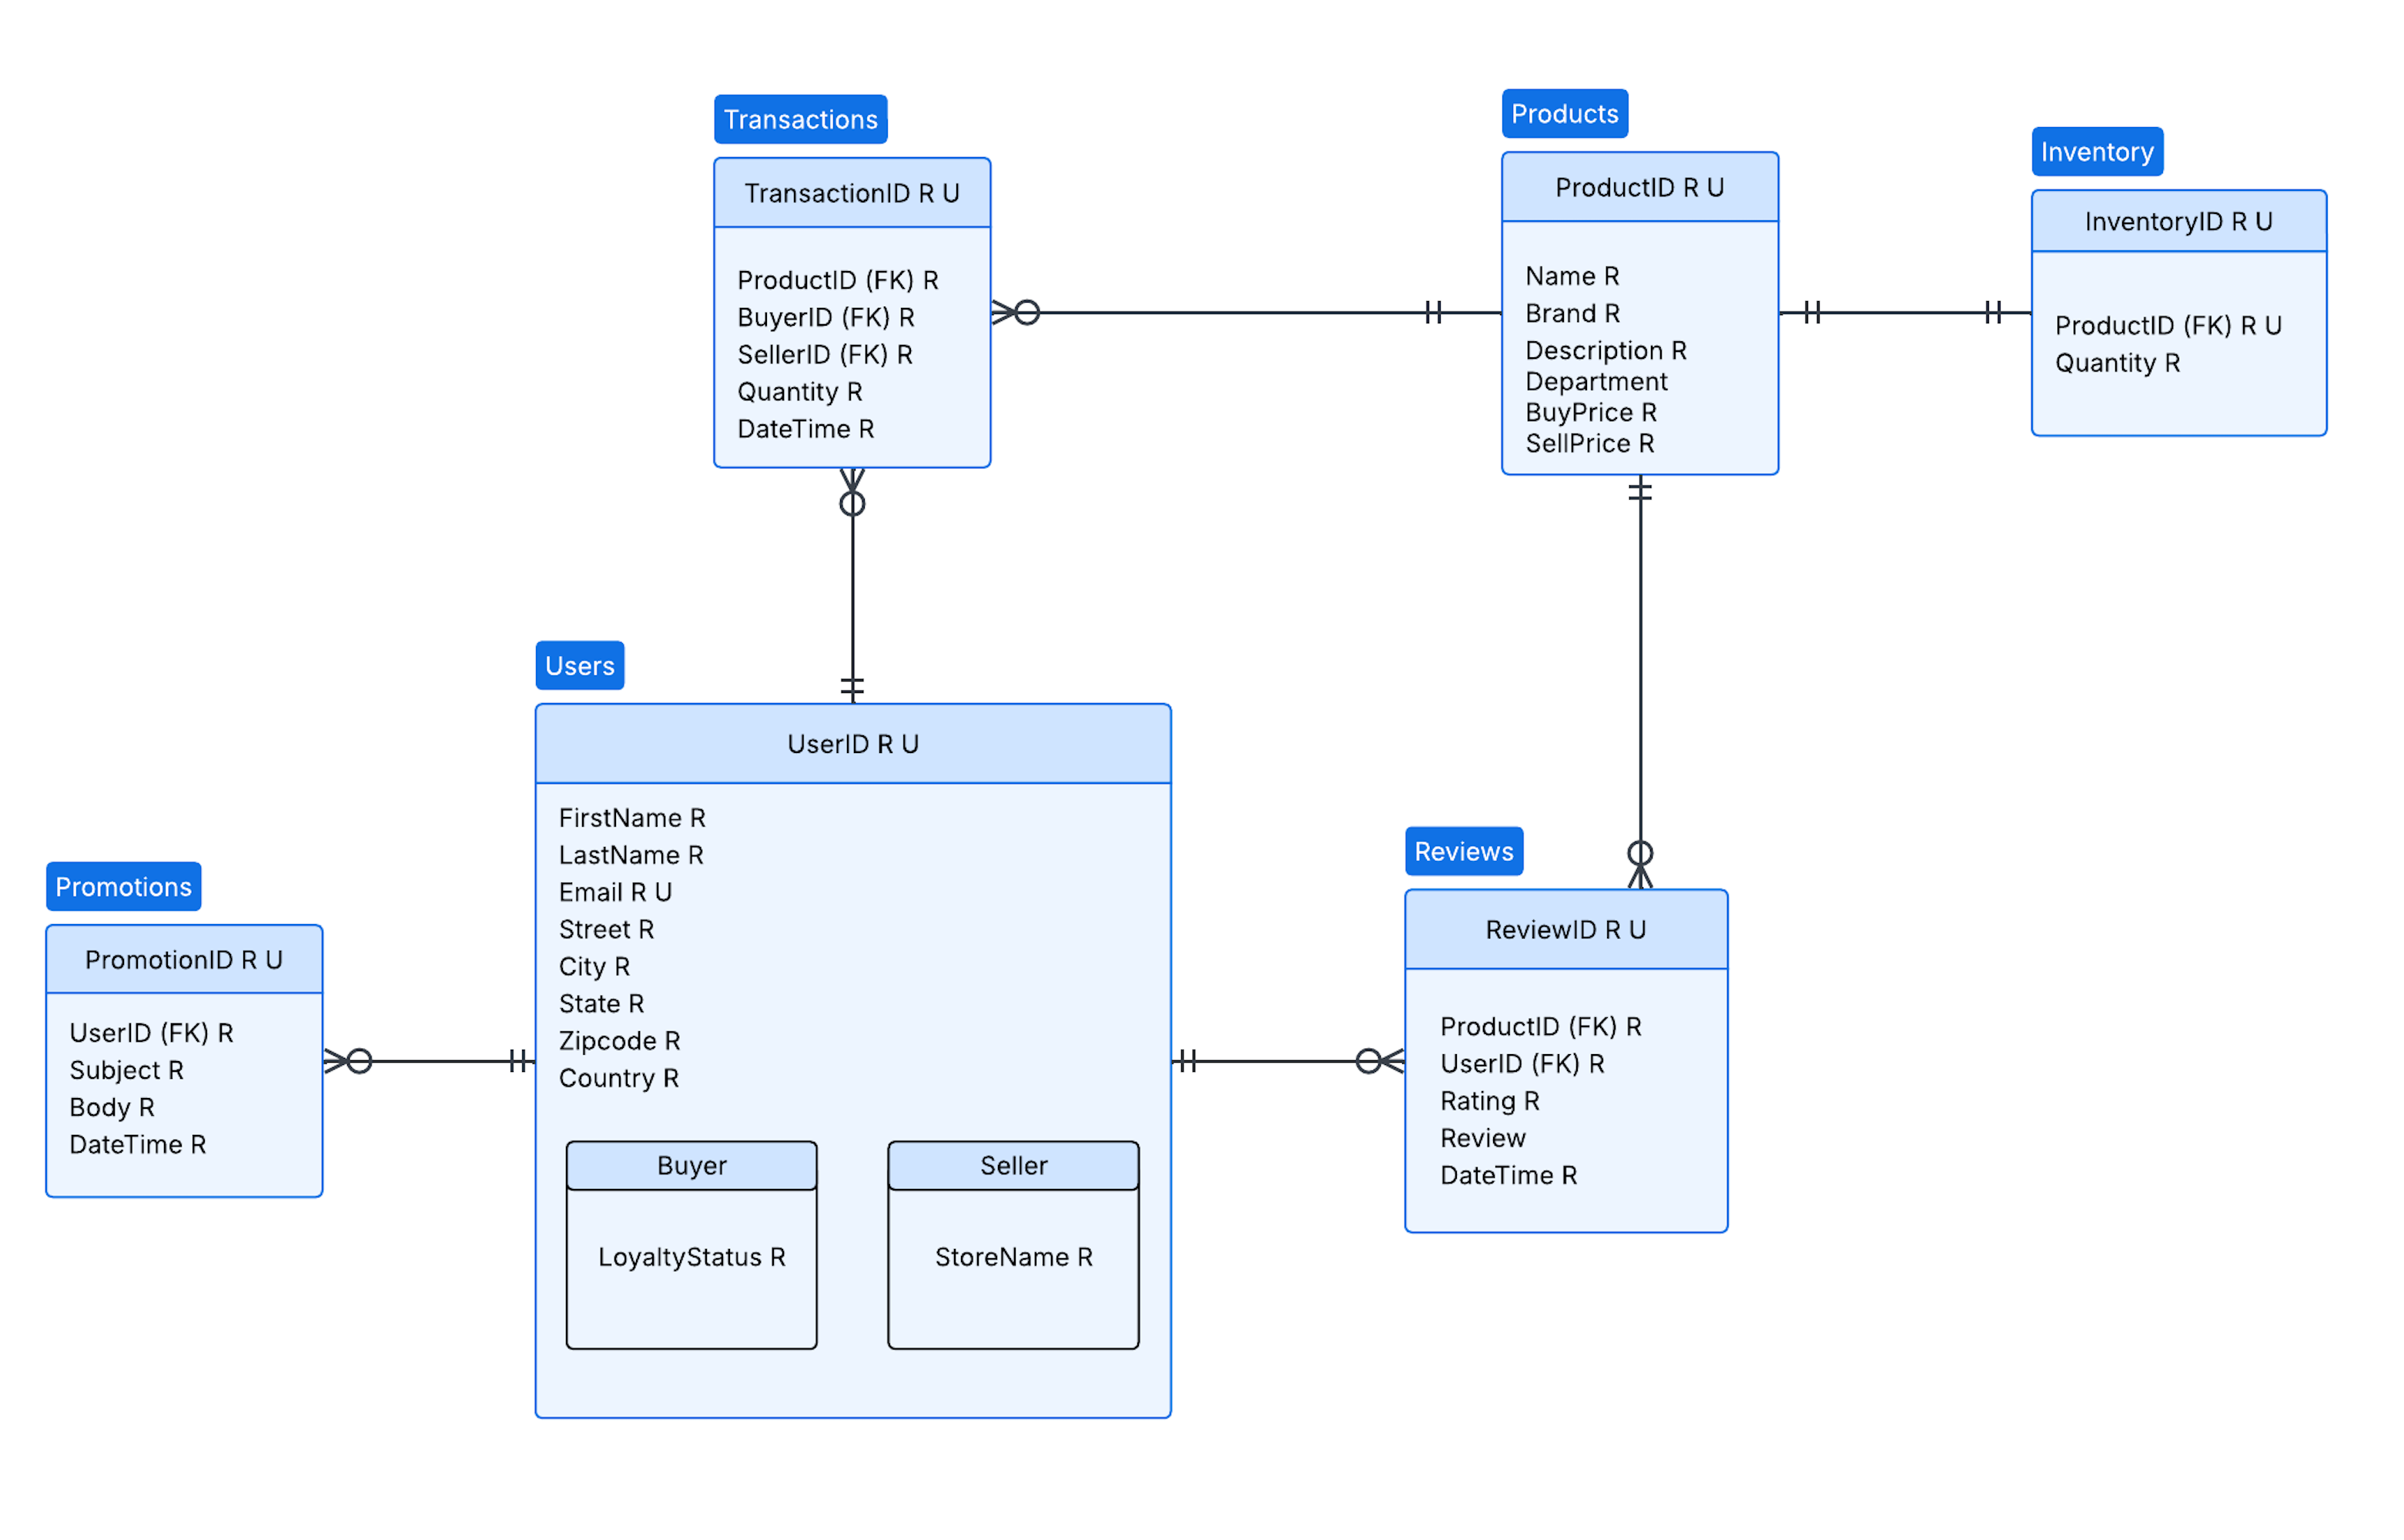 Transactions
TransactionID R U
ProductID (FK) R
BuyerID (FK) R
SellerID (FK) R
Quantity R
DateTime R
Products
ProductID R U
Name R
Brand R
Description R
Department
BuyPrice R
SellPrice R
Inventory
InventoryID R U
ProductID (FK) R U
Quantity R
Users
UserID R U
FirstName R
LastName R
Email R U
Street R
City R
State R
Zipcode R
Country R
Buyer
LoyaltyStatus R
Seller
StoreName R
Promotions
PromotionID R U
UserID (FK) R
Subject R
Body R
DateTime R
Reviews
ReviewID R U
ProductID (FK) R
UserID (FK) R
Rating R
Review
DateTime R